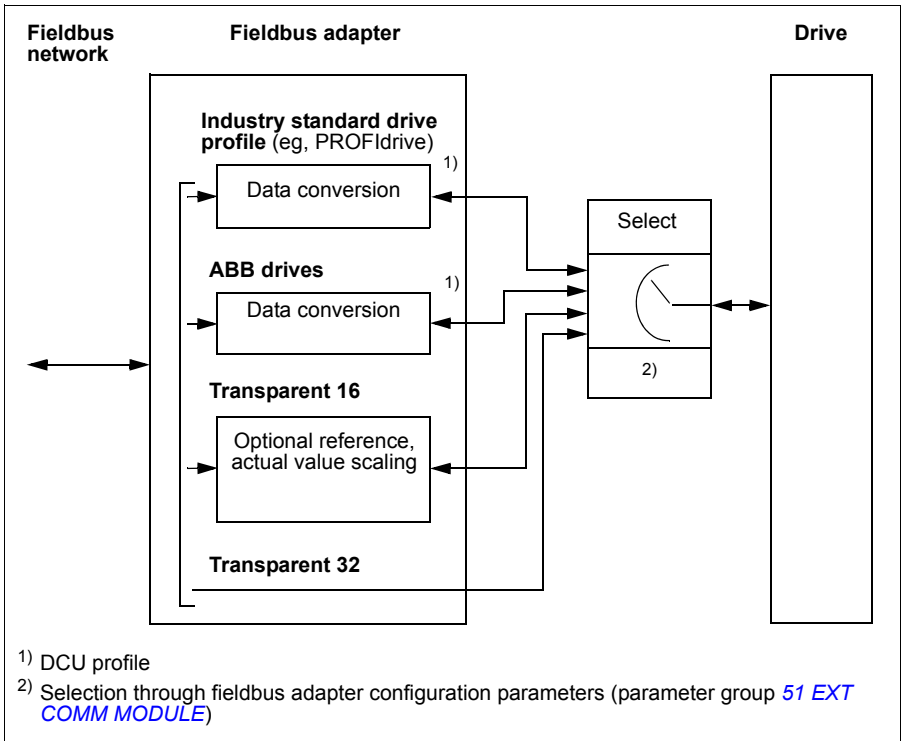 Fieldbus network
Fieldbus adapter
Drive
Industry standard drive
profile (eg, PROFIdrive)
1)
Data conversion
Select
ABB drives
1)
Data conversion
2)
Transparent 16
Optional reference,
actual value scaling
Transparent 32
1) DCU profile
2) Selection through fieldbus adapter configuration parameters (parameter group 51 EXT
COMM MODULE)